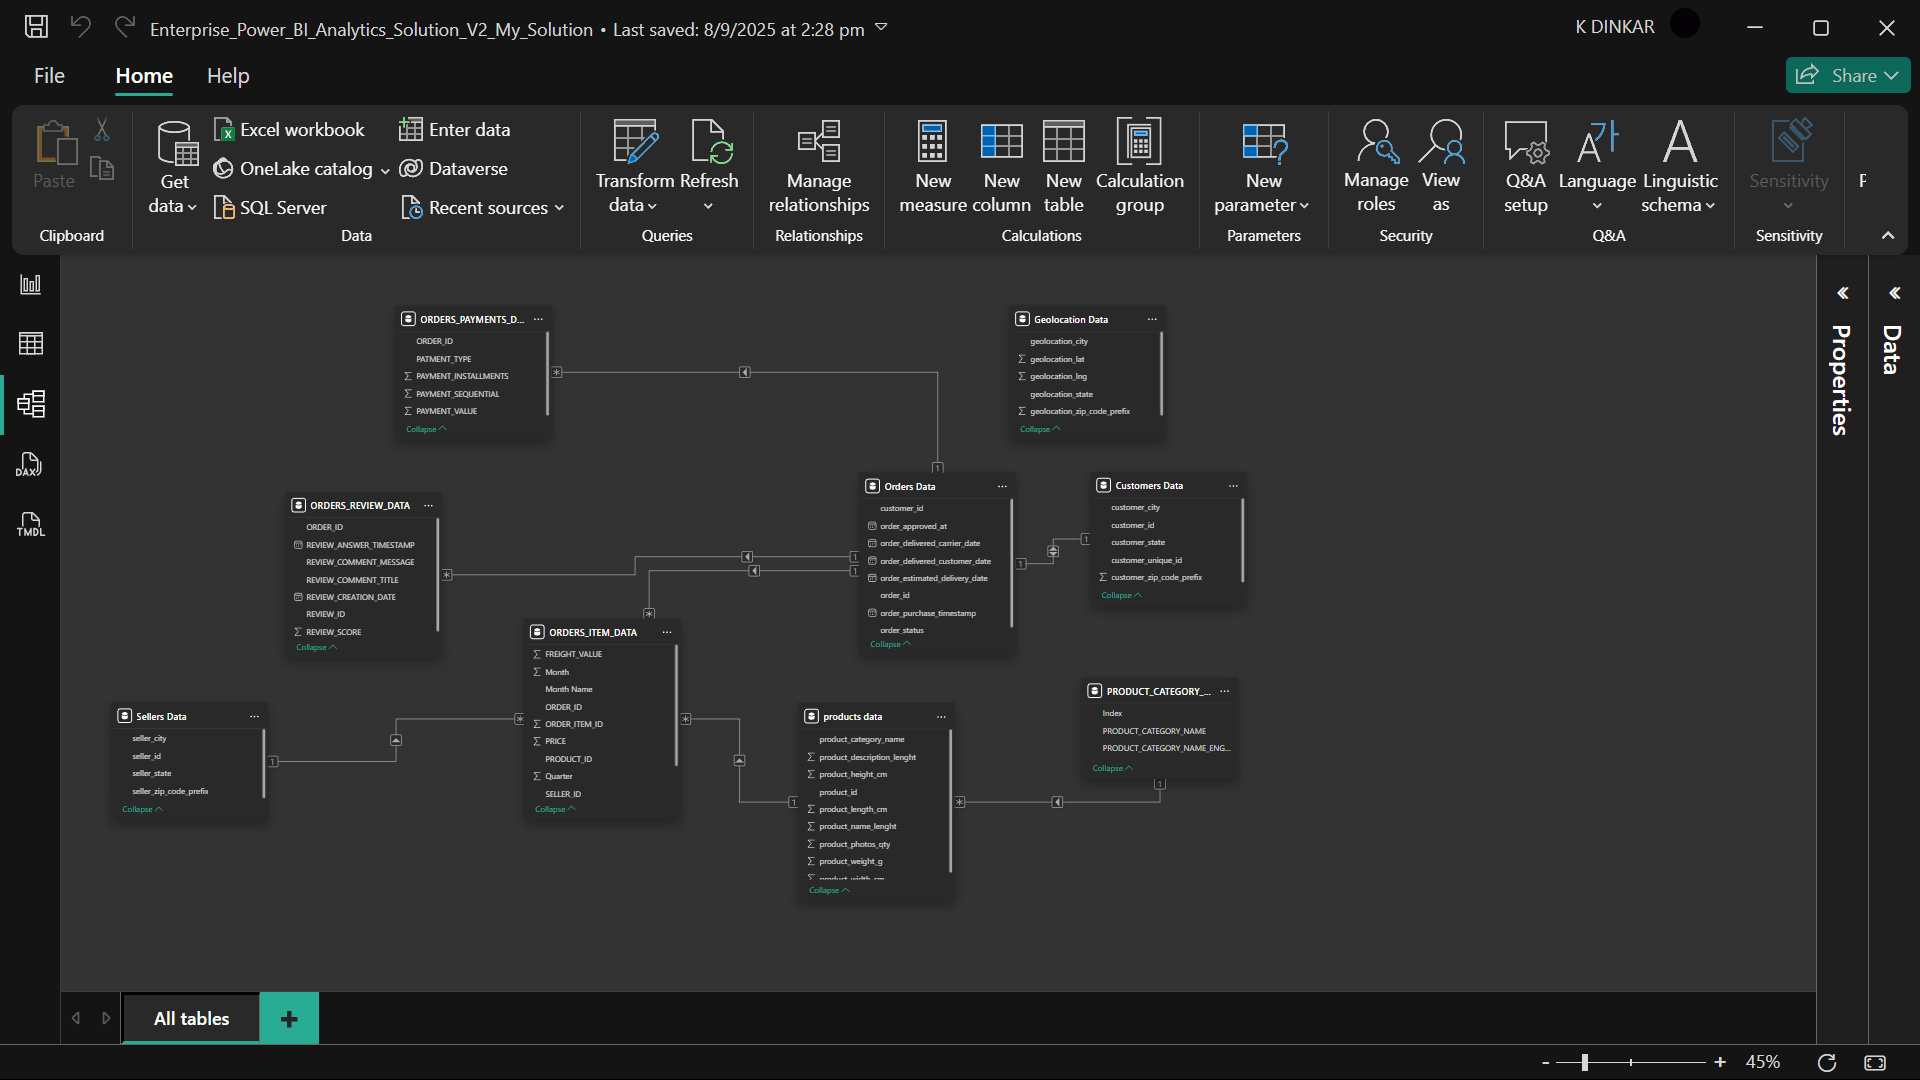 Enterprise_Power_BI_Analytics_Solution_V2_My_Solution • Last saved: 8/9/2025 at 2:28 pm
K DINKAR
File
Home
Help
Share
Paste
Clipboard
Get data
Excel workbook
OneLake catalog
SQL Server
Enter data
Dataverse
Recent sources
Data
Transform data
Refresh
Queries
Manage relationships
Relationships
New measure
New column
New table
Calculation group
Calculations
New parameter
Parameters
Manage roles
View as
Security
Q&A setup
Language
Linguistic schema
Q&A
Sensitivity
Sensitivity
DAX
TMDL
ORDERS_PAYMENTS_D...
ORDER_ID
PATMENT_TYPE
PAYMENT_INSTALLMENTS
PAYMENT_SEQUENTIAL
PAYMENT_VALUE
Collapse
Geolocation Data
geolocation_city
geolocation_lat
geolocation_lng
geolocation_state
geolocation_zip_code_prefix
Collapse
ORDERS_REVIEW_DATA
ORDER_ID
REVIEW_ANSWER_TIMESTAMP
REVIEW_COMMENT_MESSAGE
REVIEW_COMMENT_TITLE
REVIEW_CREATION_DATE
REVIEW_ID
REVIEW_SCORE
Collapse
Orders Data
customer_id
order_approved_at
order_delivered_carrier_date
order_delivered_customer_date
order_estimated_delivery_date
order_id
order_purchase_timestamp
order_status
Collapse
Customers Data
customer_city
customer_id
customer_state
customer_unique_id
customer_zip_code_prefix
Collapse
ORDERS_ITEM_DATA
FREIGHT_VALUE
Month
Month Name
ORDER_ID
ORDER_ITEM_ID
PRICE
PRODUCT_ID
Quarter
SELLER_ID
Collapse
Sellers Data
seller_city
seller_id
seller_state
seller_zip_code_prefix
Collapse
products data
product_category_name
product_description_lenght
product_height_cm
product_id
product_length_cm
product_name_lenght
product_photos_qty
product_weight_g
product_width_cm
Collapse
PRODUCT_CATEGORY_...
Index
PRODUCT_CATEGORY_NAME
PRODUCT_CATEGORY_NAME_ENG...
Collapse
Properties
Data
All tables
45%